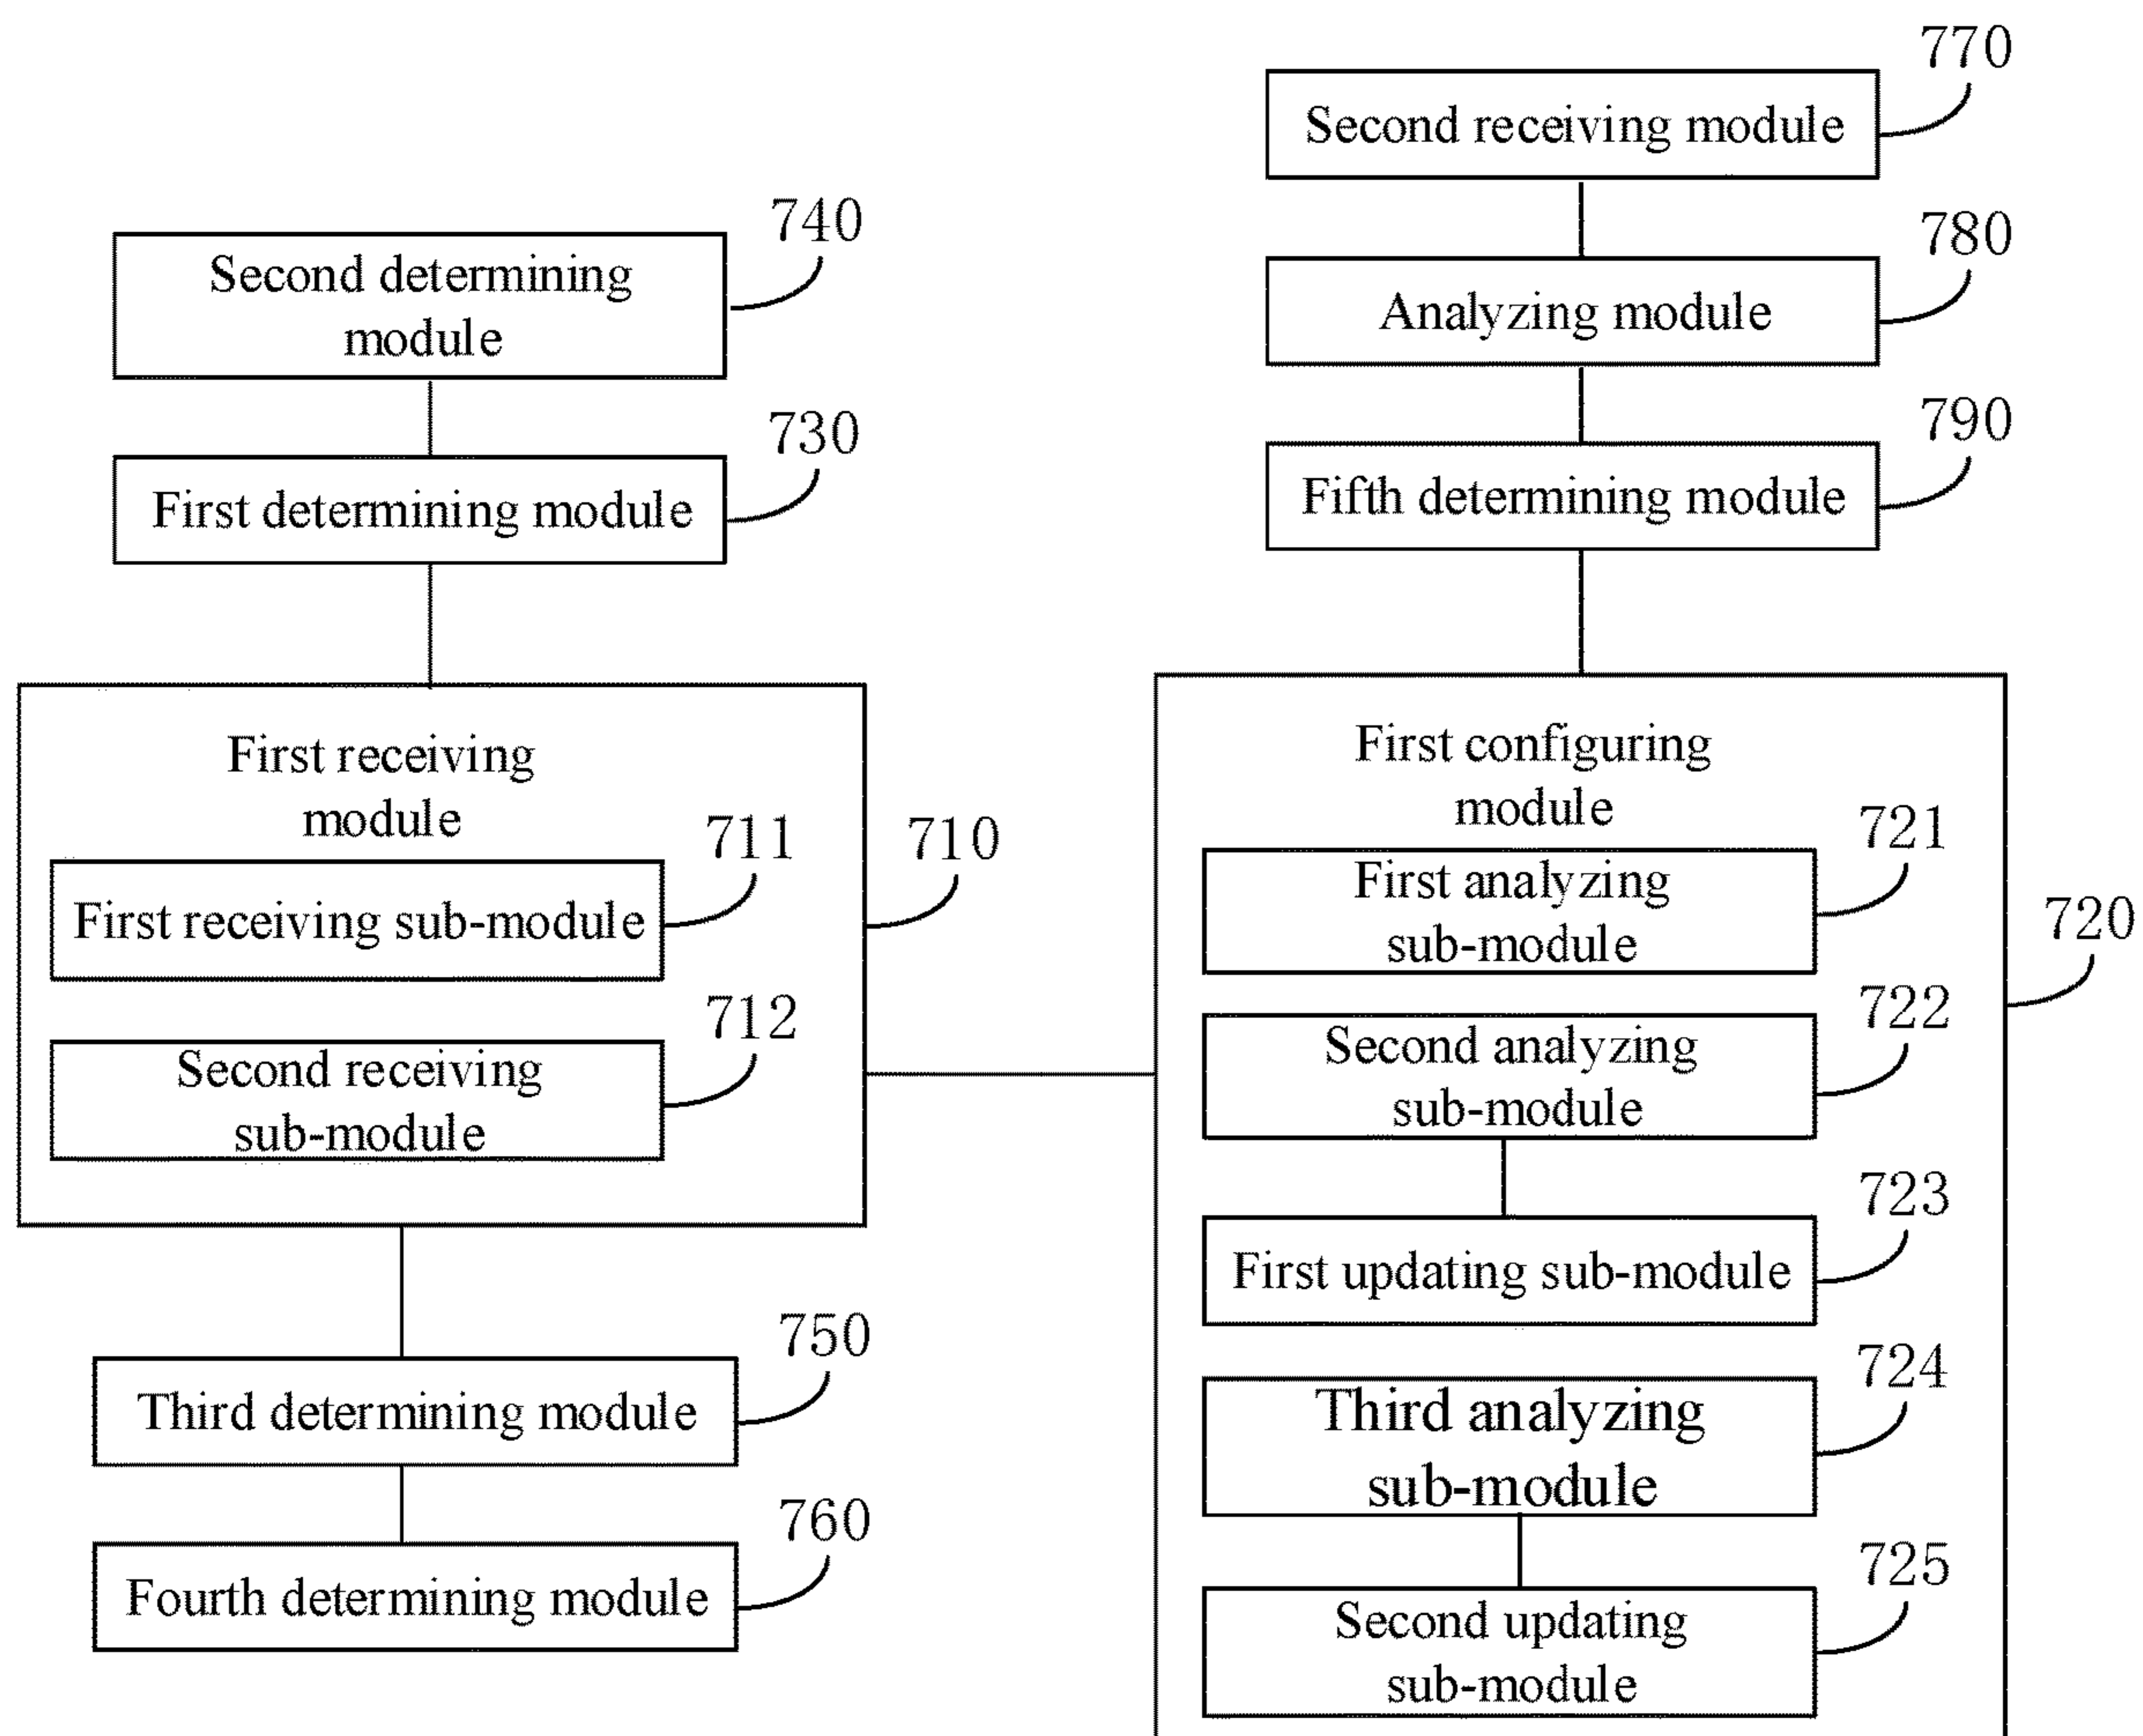 740
Second determining
module
730
First determining module
First receiving
module
710
711
First receiving sub-module
712
Second receiving
sub-module
750
Third determining module
760
Fourth determining module
770
Second receiving module
780
Analyzing module
790
Fifth determining module
First configuring
module
720
721
First analyzing
sub-module
722
Second analyzing
sub-module
723
First updating sub-module
724
Third analyzing
sub-module
725
Second updating
sub-module